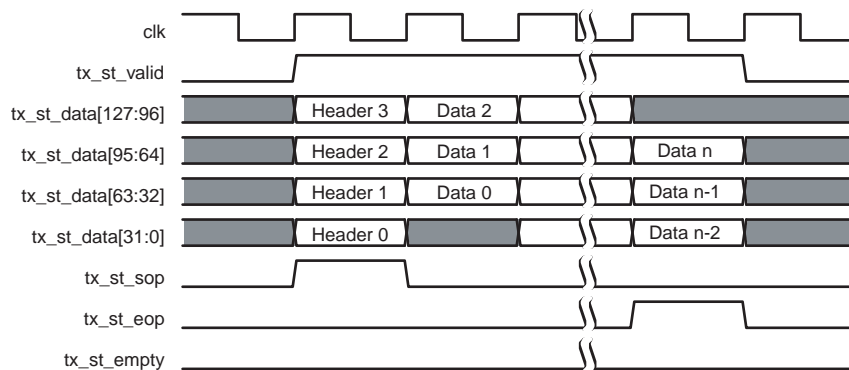 clk
tx_st_valid
tx_st_data[127:96] Header 3 Data 2
tx_st_data[95:64] Header 2 Data 1 Data n
tx_st_data[63:32] Header 1 Data 0 Data n-1
tx_st_data[31:0] Header 0 Data n-2
tx_st_sop
tx_st_eop
tx_st_empty